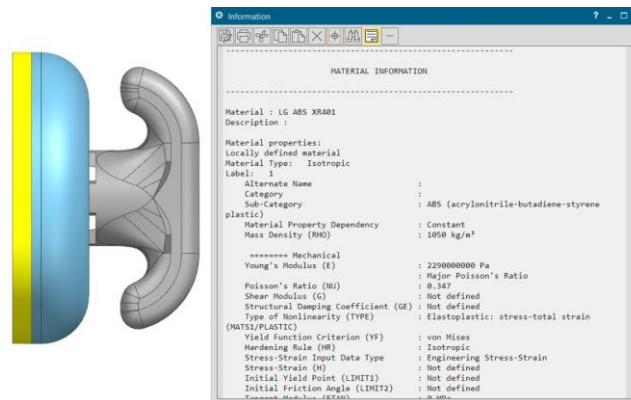 Information
MATERIAL INFORMATION
Material : LG ABS XR401
Description :
Material properties:
Locally defined material
Material Type: Isotropic
Label: 1
Alternate Name :
Category :
Sub-Category : ABS (acrylonitrile-butadiene-styrene
plastic)
Material Property Dependency : Constant
Mass Density (RHO) : 1050 kg/m³
======== Mechanical
Young's Modulus (E) : 2290000000 Pa
: Major Poisson's Ratio
Poisson's Ratio (NU) : 0.347
Shear Modulus (G) : Not defined
Structural Damping Coefficient (GE) : Not defined
Type of Nonlinearity (TYPE) : Elastoplastic: stress-total strain
(MATS1/PLASTIC)
Yield Function Criterion (YF) : von Mises
Hardening Rule (HR) : Isotropic
Stress-Strain Input Data Type : Engineering Stress-Strain
Stress-Strain (H) : Not defined
Initial Yield Point (LIMIT1) : Not defined
Initial Friction Angle (LIMIT2) : Not defined
Tangent Modulus (ETAN) : 0 MPa